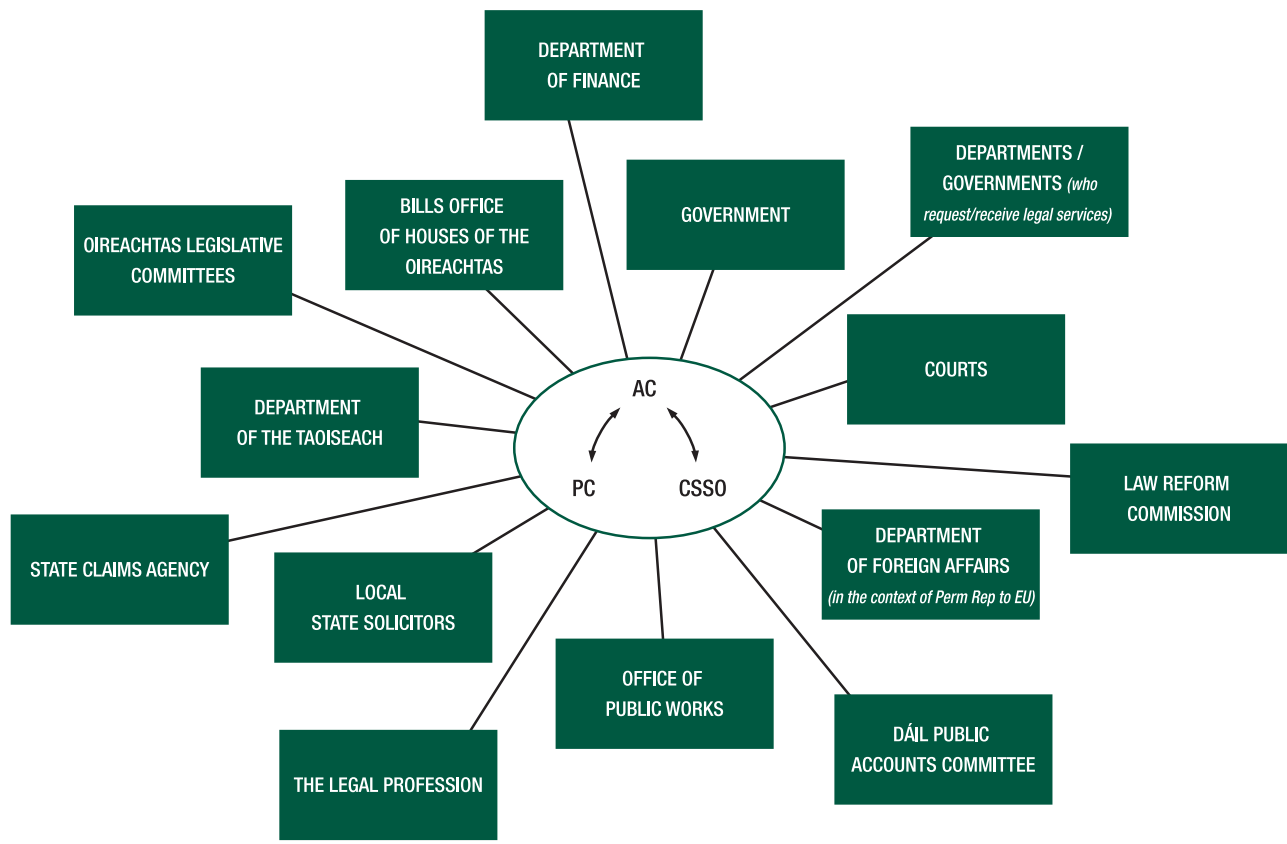 DEPARTMENT
OF FINANCE
DEPARTMENTS /
GOVERNMENTS (who
request/receive legal services)
GOVERNMENT
BILLS OFFICE
OF HOUSES OF THE
OIREACHTAS
OIREACHTAS LEGISLATIVE
COMMITTEES
COURTS
DEPARTMENT
OF THE TAOISEACH
AC
PC
CSSO
LAW REFORM
COMMISSION
DEPARTMENT
OF FOREIGN AFFAIRS
(in the context of Perm Rep to EU)
STATE CLAIMS AGENCY
LOCAL
STATE SOLICITORS
OFFICE OF
PUBLIC WORKS
DÁIL PUBLIC
ACCOUNTS COMMITTEE
THE LEGAL PROFESSION